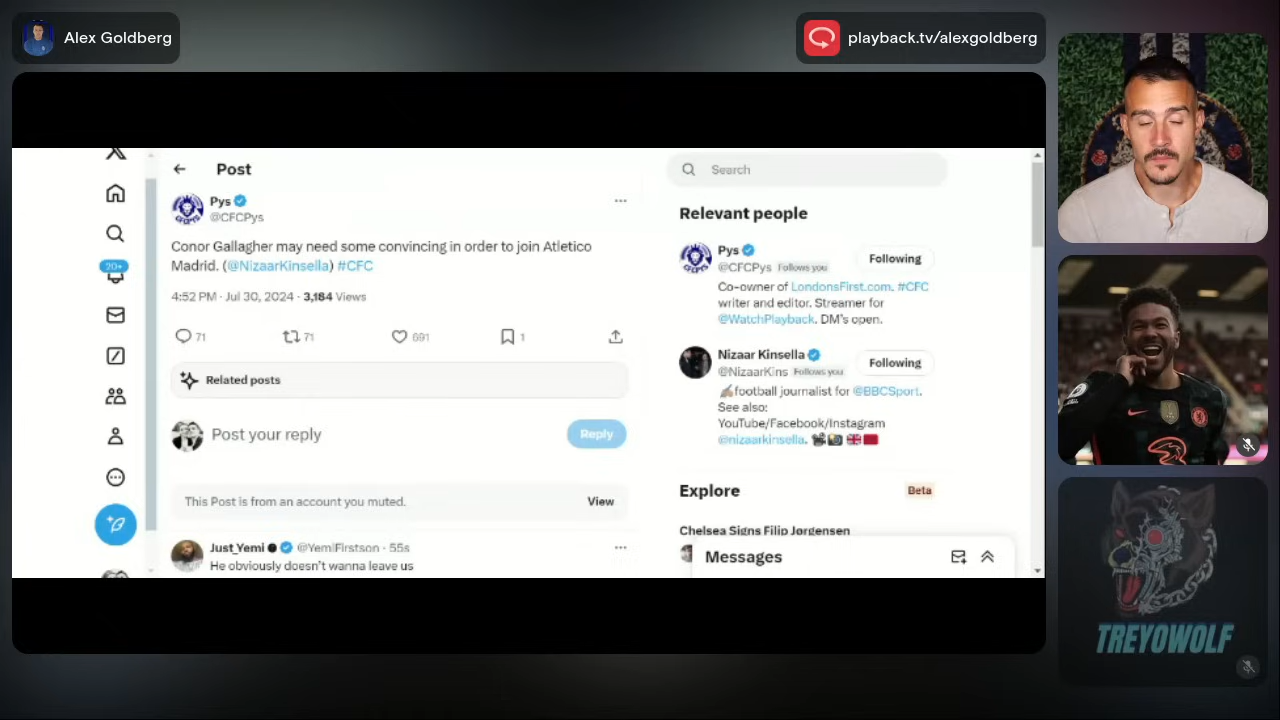 Alex Goldberg
playback.tv/alexgoldberg
Post
Pys
@CFCPys
Conor Gallagher may need some convincing in order to join Atletico
Madrid. (@NizaarKinsella) #CFC
4:52 PM · Jul 30, 2024 · 3,184 Views
71
71
691
1
Related posts
Post your reply
Reply
This Post is from an account you muted.
View
Just_Yemi
@YemiFirstson · 55s
He obviously doesn't wanna leave us
20+
Search
Relevant people
Pys
Following
@CFCPys Follows you
Co-owner of LondonsFirst.com. #CFC
writer and editor. Streamer for
@WatchPlayback. DM's open.
Nizaar Kinsella
Following
@NizaarKins Follows you
football journalist for @BBCSport.
See also:
YouTube/Facebook/Instagram
@nizaarkinsella.
Explore
Beta
Chelsea Signs Filip Jørgensen
Messages
TREYOWOLF